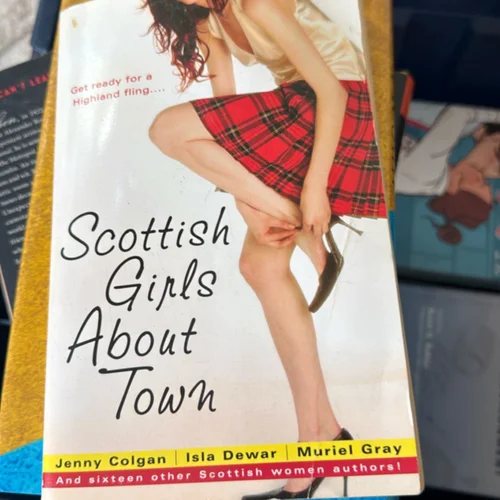 Get ready for a
Highland fling....
Scottish
Girls
About
Town
Jenny Colgan | Isla Dewar | Muriel Gray
And sixteen other Scottish women authors!